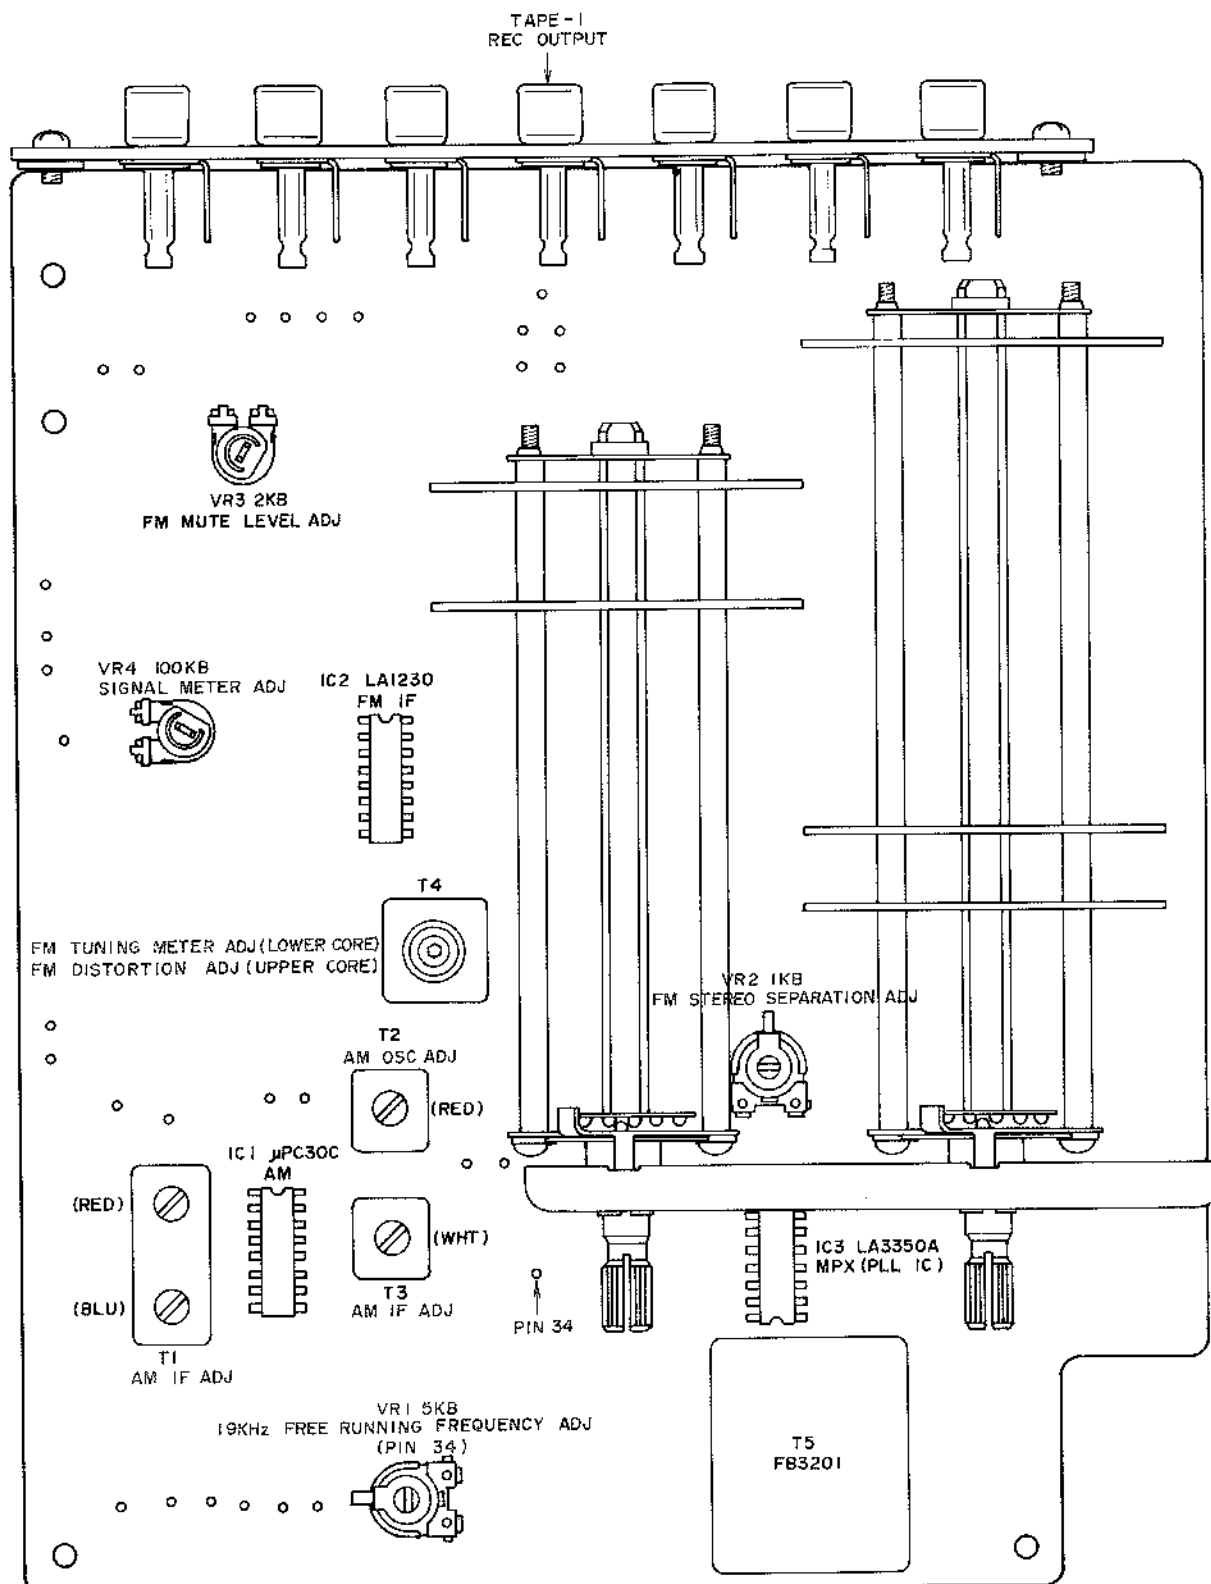 TAPE-1
REC OUTPUT
VR3 2KB
FM MUTE LEVEL ADJ
VR4 100KB
SIGNAL METER ADJ
IC2 LA1230
FM IF
T4
FM TUNING METER ADJ (LOWER CORE)
FM DISTORTION ADJ (UPPER CORE)
VR2 1KB
FM STEREO SEPARATION ADJ
T2
AM OSC ADJ
(RED)
IC1 μPC30C
AM
(RED)
(WHT)
IC3 LA3350A
MPX (PLL IC)
(BLU)
T3
AM IF ADJ
PIN 34
T1
AM IF ADJ
VR1 5KB
19KHz FREE RUNNING FREQUENCY ADJ
(PIN 34)
T5
FB3201